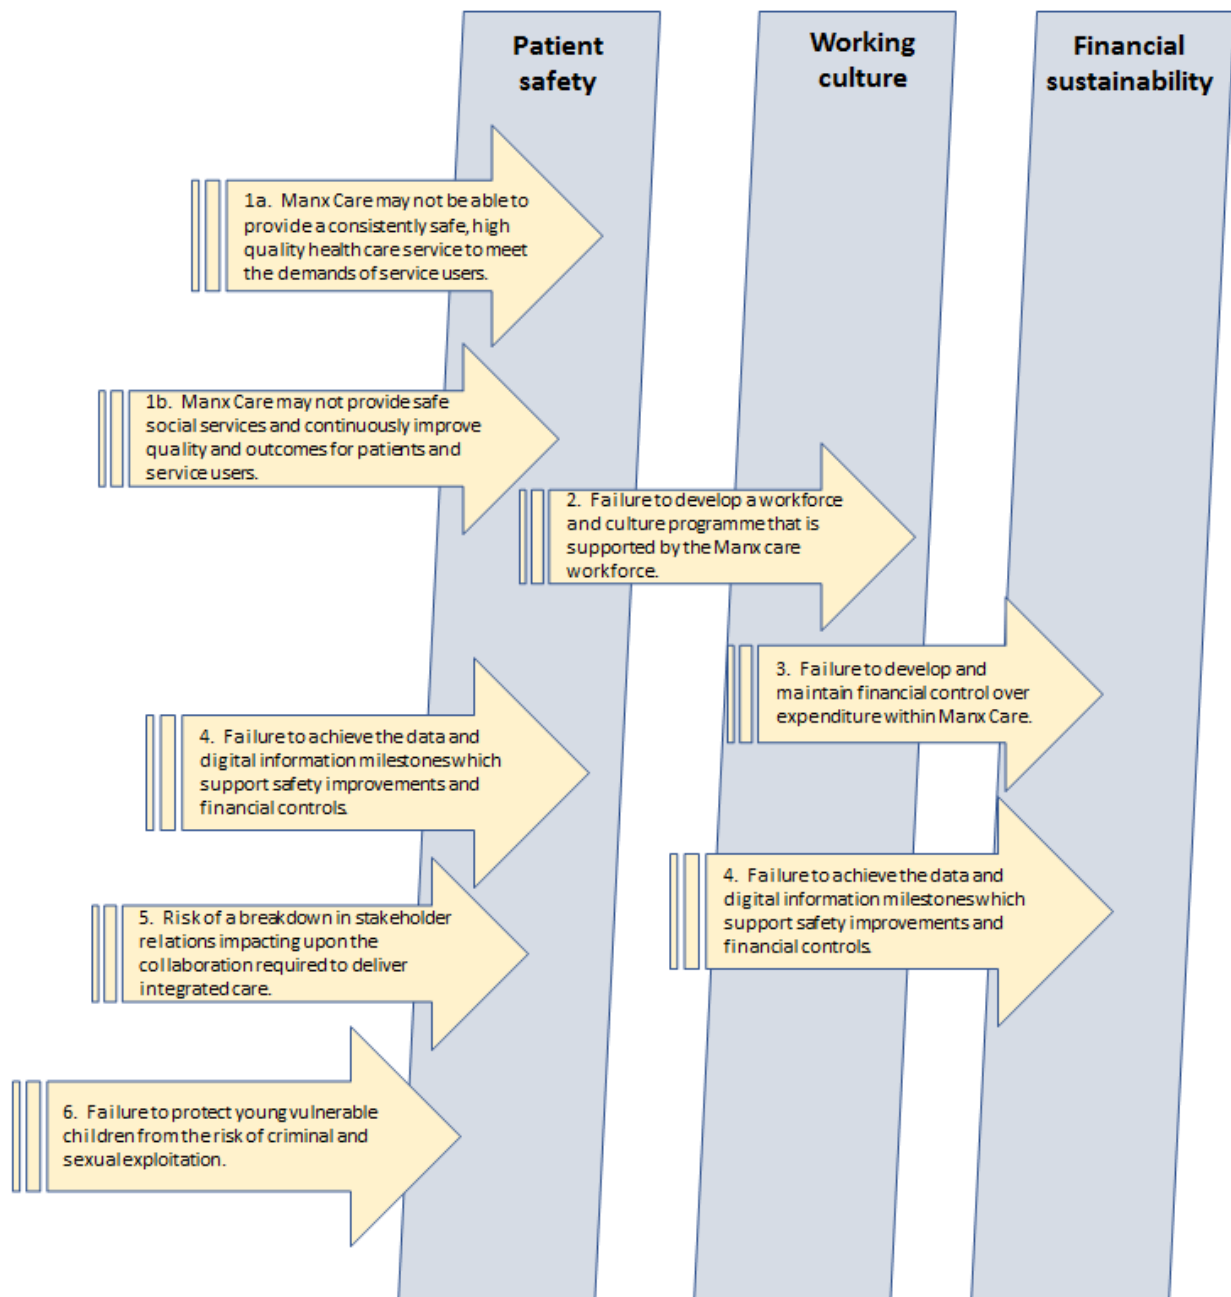 Patient
safety
Working
culture
Financial
sustainability
1a. Manx Care may not be able to
provide a consistently safe, high
quality health care service to meet
the demands of service users.
1b. Manx Care may not provide safe
social services and continuously improve
quality and outcomes for patients and
service users.
2. Failure to develop a workforce
and culture programme that is
supported by the Manx care
workforce.
3. Failure to develop and
maintain financial control over
expenditure within Manx Care.
4. Failure to achieve the data and
digital information milestones which
support safety improvements and
financial controls.
4. Failure to achieve the data and
digital information milestones which
support safety improvements and
financial controls.
5. Risk of a breakdown in stakeholder
relations impacting upon the
collaboration required to deliver
integrated care.
6. Failure to protect young vulnerable
children from the risk of criminal and
sexual exploitation.